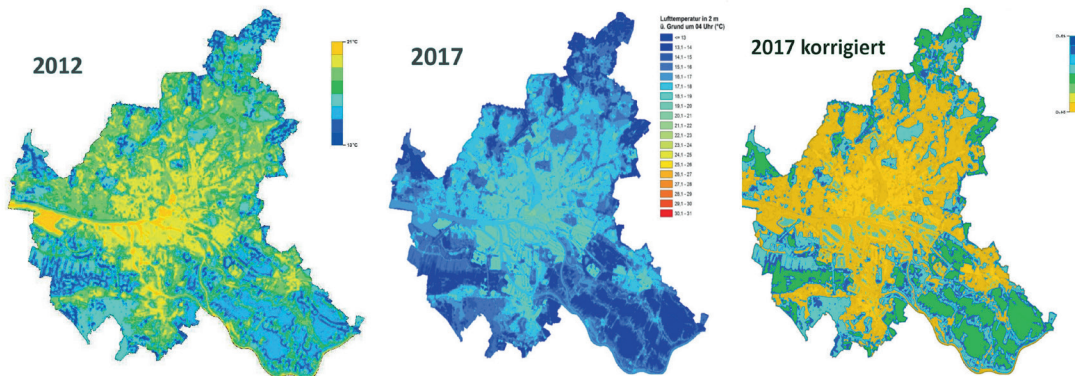 2012
21°C
13°C
2017
Lufttemperatur in 2 m
ü. Grund um 04 Uhr (°C)
<= 13
13,1 - 14
14,1 - 15
15,1 - 16
16,1 - 17
17,1 - 18
18,1 - 19
19,1 - 20
20,1 - 21
21,1 - 22
22,1 - 23
23,1 - 24
24,1 - 25
25,1 - 26
26,1 - 27
27,1 - 28
28,1 - 29
29,1 - 30
30,1 - 31
2017 korrigiert